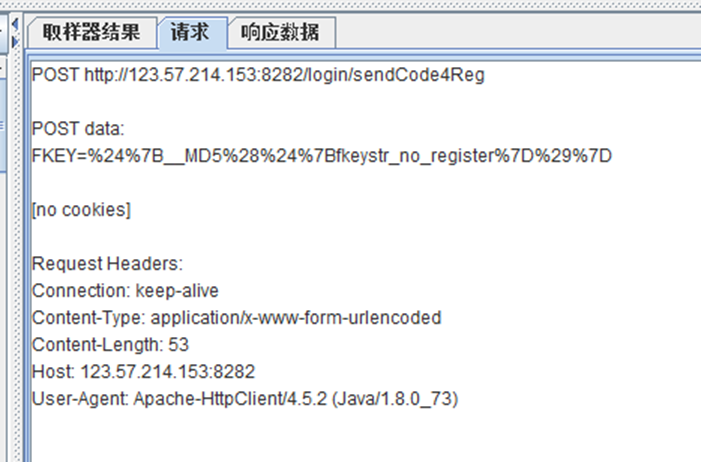 取样器结果 请求 响应数据
POST http://123.57.214.153:8282/login/sendCode4Reg
POST data:
FKEY=%24%7B__MD5%28%24%7Bfkeystr_no_register%7D%29%7D
[no cookies]
Request Headers:
Connection: keep-alive
Content-Type: application/x-www-form-urlencoded
Content-Length: 53
Host: 123.57.214.153:8282
User-Agent: Apache-HttpClient/4.5.2 (Java/1.8.0_73)